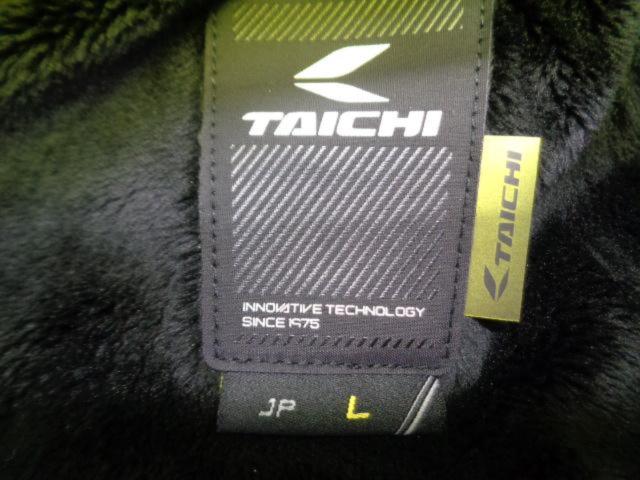 TAICHI
TAICHI
INNOVATIVE TECHNOLOGY
SINCE 1975
JP L